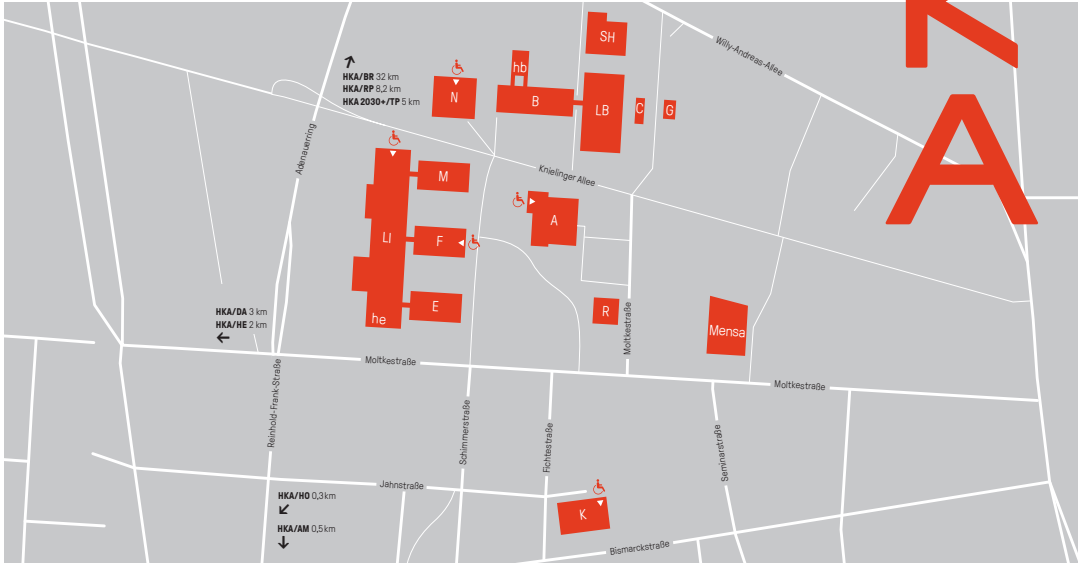 SH
Willy-Andreas-Allee
HKA/BR 32 km
HKA/RP 8,2 km
HKA 2030+/TP 5 km
hb
N
B
LB
C
G
A
Adenauerring
M
Knielinger Allee
A
LI
F
E
he
R
Mensa
Moltkestraße
HKA/DA 3 km
HKA/HE 2 km
←
Moltkestraße
Moltkestraße
Reinhold-Frank-Straße
Schimmerstraße
Fichtestraße
Seminarstraße
Jahnstraße
HKA/HO 0,3 km
HKA/AM 0,5 km
K
Bismarckstraße